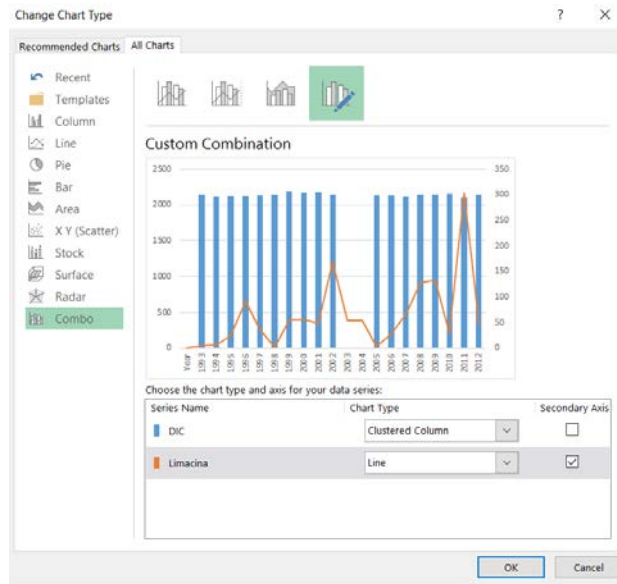 Change Chart Type
? X
Recommended Charts All Charts
Recent
Templates
Column
Line
Pie
Bar
Area
X Y (Scatter)
Stock
Surface
Radar
Combo
Custom Combination
2500 350
300
2000
250
1500 200
150
1000
100
500
50
0 0
Year 1993 1994 1995 1996 1997 1998 1999 2000 2001 2002 2003 2004 2005 2006 2007 2008 2009 2010 2011 2012
Choose the chart type and axis for your data series:
Series Name Chart Type Secondary Axis
DIC Clustered Column
Limacina Line
OK Cancel